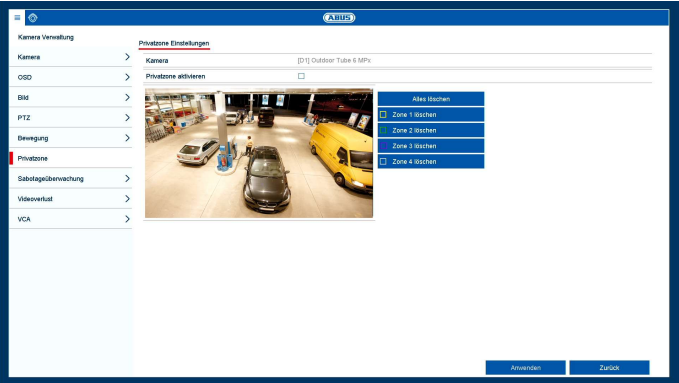 ABUS
Kamera Verwaltung
Privatzone Einstellungen
Kamera
OSD
Bild
PTZ
Bewegung
Privatzone
Sabotageüberwachung
Videoverlust
VCA
Kamera [D1] Outdoor Tube 6 MPx
Privatzone aktivieren
Alles löschen
Zone 1 löschen
Zone 2 löschen
Zone 3 löschen
Zone 4 löschen
Anwenden Zurück